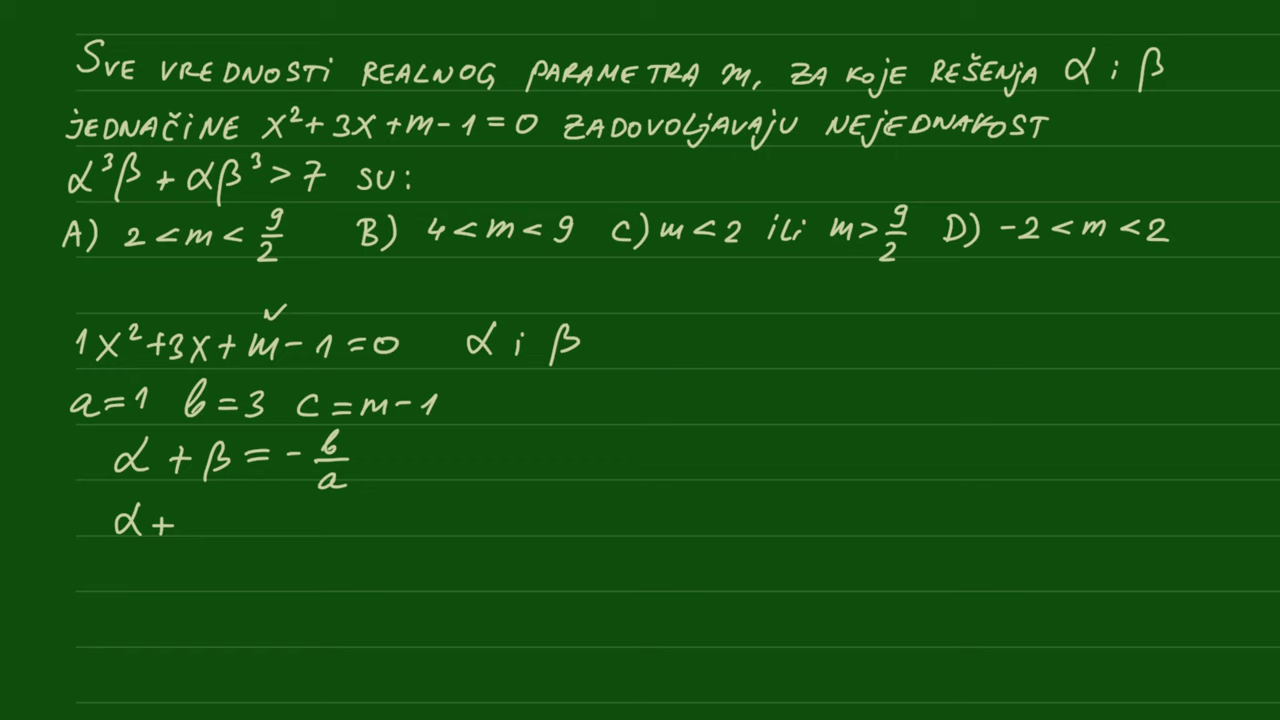 SVE VREDNOSTI REALNOG PARAMETRA m, ZA KOJE REŠENJA α i β
JEDNAČINE x²+3x+m-1=0 ZADOVOLJAVAJU NEJEDNAKOST
α³β + αβ³ > 7 SU:
A) 2<m<9/2 B) 4<m<9 C) m<2 ili m>9/2 D) -2<m<2
1x²+3x+m-1=0 α i β
a=1 b=3 c=m-1
α+β=-b/a
α+